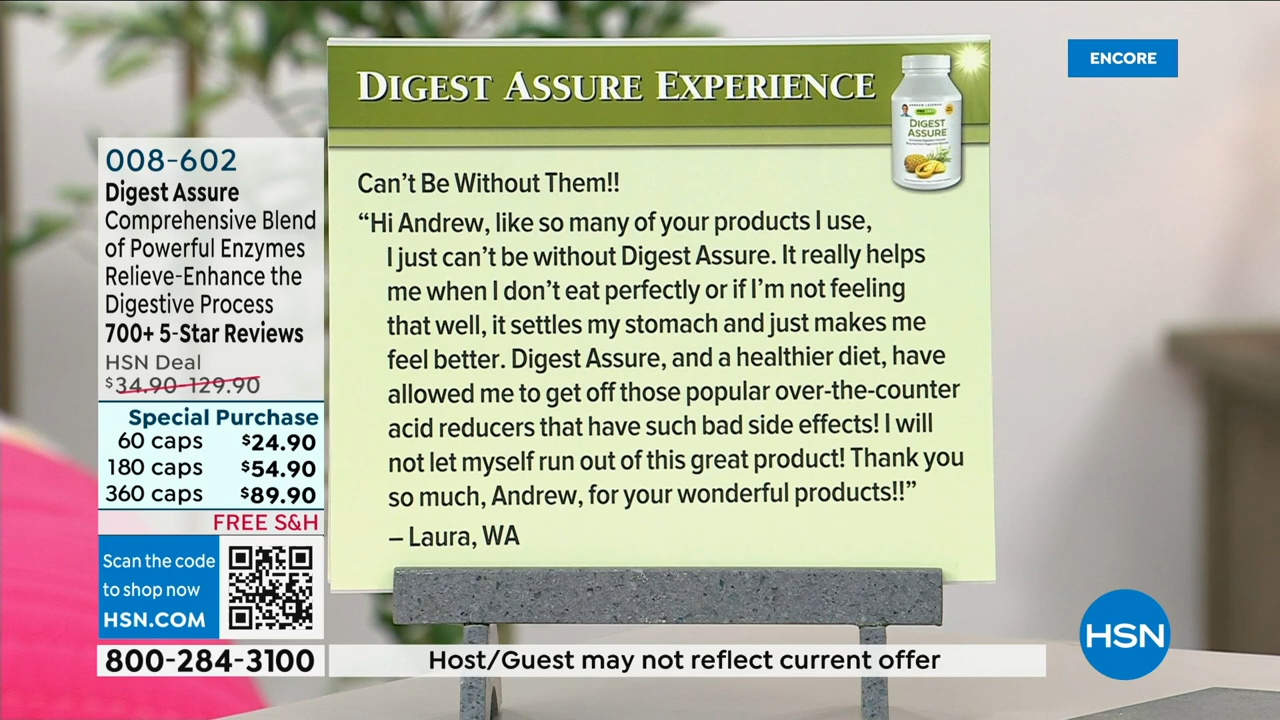 ENCORE
DIGEST ASSURE EXPERIENCE
DIGEST
ASSURE
Can't Be Without Them!!
“Hi Andrew, like so many of your products I use,
I just can't be without Digest Assure. It really helps
me when I don't eat perfectly or if I'm not feeling
that well, it settles my stomach and just makes me
feel better. Digest Assure, and a healthier diet, have
allowed me to get off those popular over-the-counter
acid reducers that have such bad side effects! I will
not let myself run out of this great product! Thank you
so much, Andrew, for your wonderful products!!”
– Laura, WA
008-602
Digest Assure
Comprehensive Blend
of Powerful Enzymes
Relieve-Enhance the
Digestive Process
700+ 5-Star Reviews
HSN Deal
$34.90-129.90
Special Purchase
60 caps $24.90
180 caps $54.90
360 caps $89.90
FREE S&H
Scan the code
to shop now
HSN.COM
800-284-3100
Host/Guest may not reflect current offer
HSN